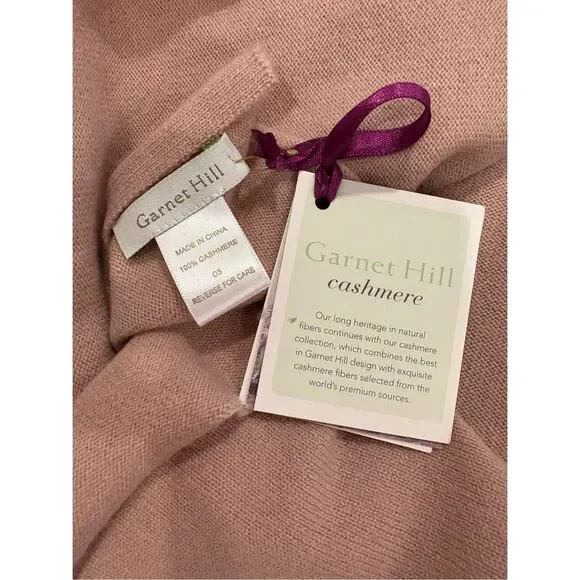 Garnet Hill
MADE IN CHINA
100% CASHMERE
OS
REVERSE FOR CARE
Garnet Hill
cashmere
Our long heritage in natural
fibers continues with our cashmere
collection, which combines the best
in Garnet Hill design with exquisite
cashmere fibers selected from the
world's premium sources.